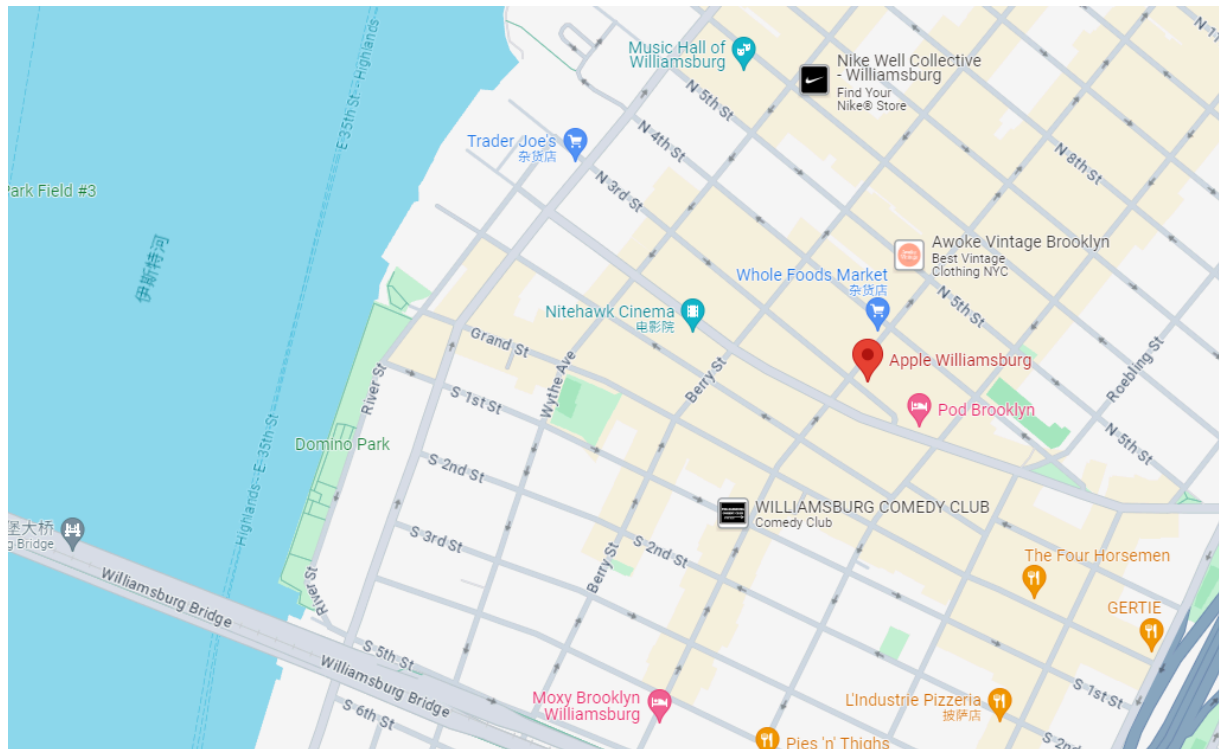 Music Hall of
Williamsburg
Nike Well Collective
- Williamsburg
Find Your
Nike® Store
N 5th St
N 4th St
N 3rd St
N 8th St
Trader Joe's
杂货店
E 35th St - Highlands
Park Field #3
伊斯特河
Awoke Vintage Brooklyn
Best Vintage
Clothing NYC
Whole Foods Market
杂货店
N 5th St
Nitehawk Cinema
电影院
Grand St
Apple Williamsburg
Roebling St
River St
Wythe Ave
Berry St
S 1st St
Pod Brooklyn
N 5th St
Domino Park
Highlands - E 35th St
S 2nd St
WILLIAMSBURG COMEDY CLUB
Comedy Club
堡大桥
g Bridge
S 3rd St
S 2nd St
Berry St
The Four Horsemen
Williamsburg Bridge
River St
GERTIE
S 5th St
Williamsburg Bridge
Moxy Brooklyn
Williamsburg
L'Industrie Pizzeria
披萨店
S 1st St
S 6th St
Pies 'n' Thighs
S 2nd